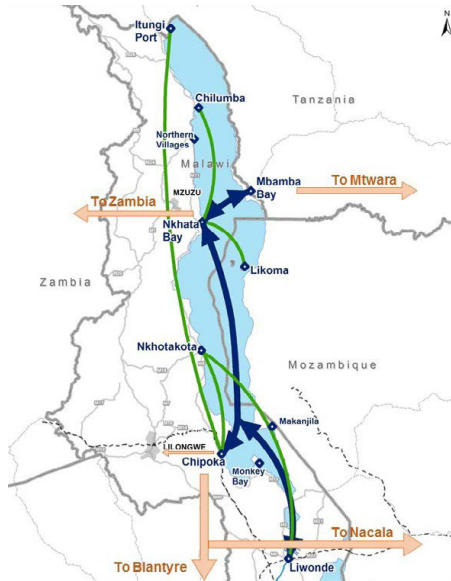 N
Itungi
Port
Chilumba
Tanzania
Northern
Villages
Malawi
Mbamba
Bay
To Mtwara
MZUZU
To Zambia
Nkhata
Bay
Likoma
Zambia
Nkhotakota
Mozambique
Makanjila
LILONGWE
Chipoka
Monkey
Bay
To Nacala
Liwonde
To Blantyre